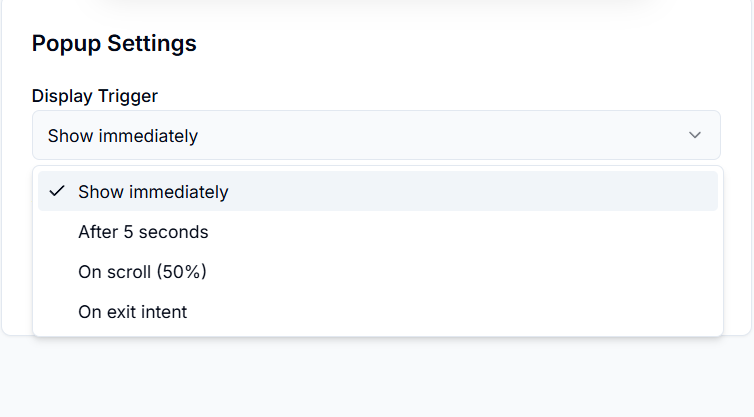 Popup Settings
Display Trigger
Show immediately
Show immediately
After 5 seconds
On scroll (50%)
On exit intent